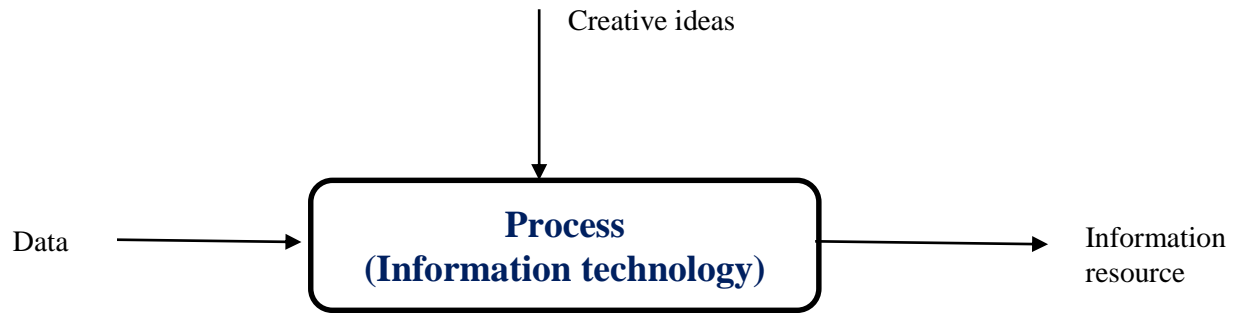 Creative ideas
Data
Process
(Information technology)
Information
resource